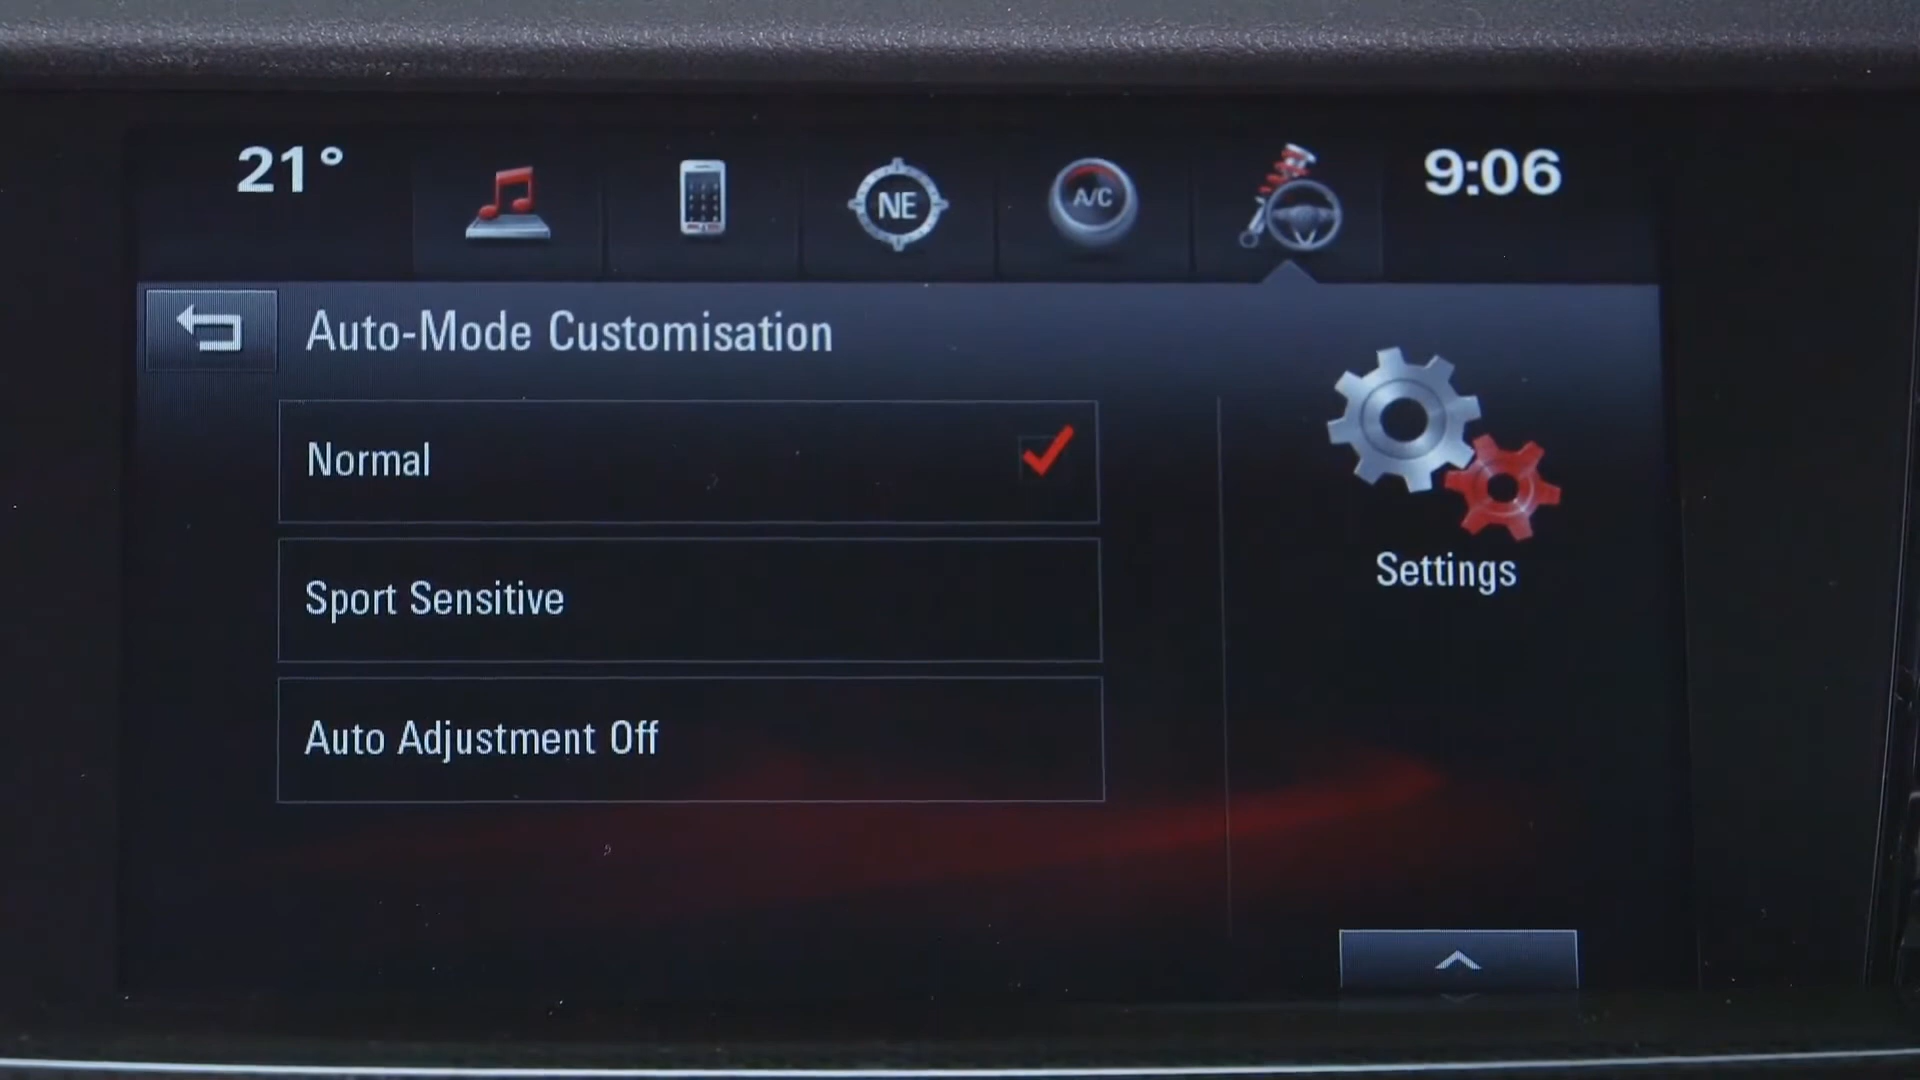 21°
NE
A/C
9:06
Auto-Mode Customisation
Normal
Sport Sensitive
Auto Adjustment Off
Settings